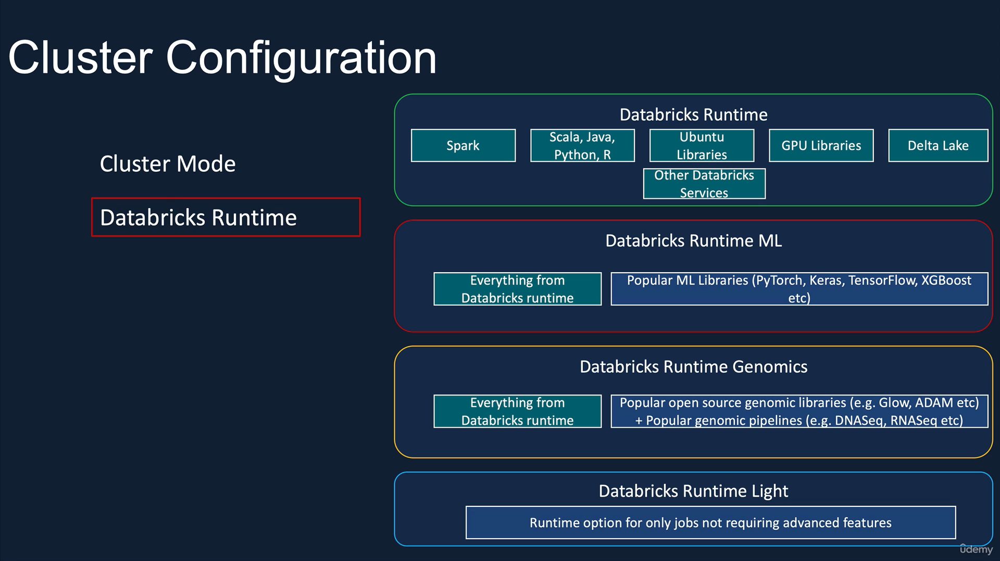 Cluster Configuration
Cluster Mode
Databricks Runtime
Databricks Runtime
Spark
Scala, Java,
Python, R
Ubuntu
Libraries
GPU Libraries
Delta Lake
Other Databricks
Services
Databricks Runtime ML
Everything from
Databricks runtime
Popular ML Libraries (PyTorch, Keras, TensorFlow, XGBoost
etc)
Databricks Runtime Genomics
Everything from
Databricks runtime
Popular open source genomic libraries (e.g. Glow, ADAM etc)
+ Popular genomic pipelines (e.g. DNASeq, RNASeq etc)
Databricks Runtime Light
Runtime option for only jobs not requiring advanced features
ûdemy